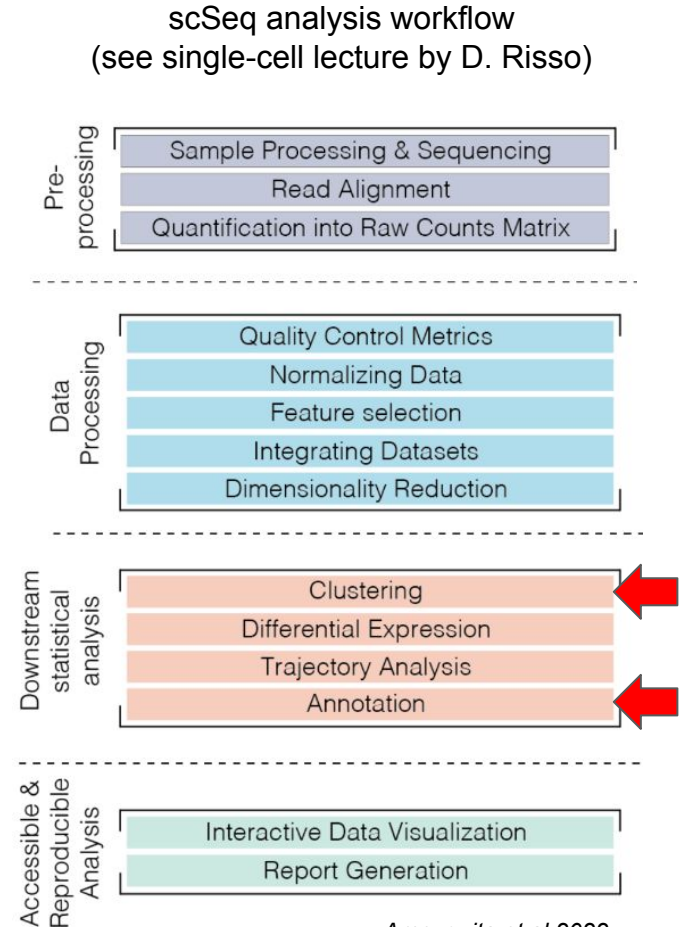 scSeq analysis workflow
(see single-cell lecture by D. Risso)
Pre-
processing
Sample Processing & Sequencing
Read Alignment
Quantification into Raw Counts Matrix
Data
Processing
Quality Control Metrics
Normalizing Data
Feature selection
Integrating Datasets
Dimensionality Reduction
Downstream
statistical
analysis
Clustering
Differential Expression
Trajectory Analysis
Annotation
Accessible &
Reproducible
Analysis
Interactive Data Visualization
Report Generation